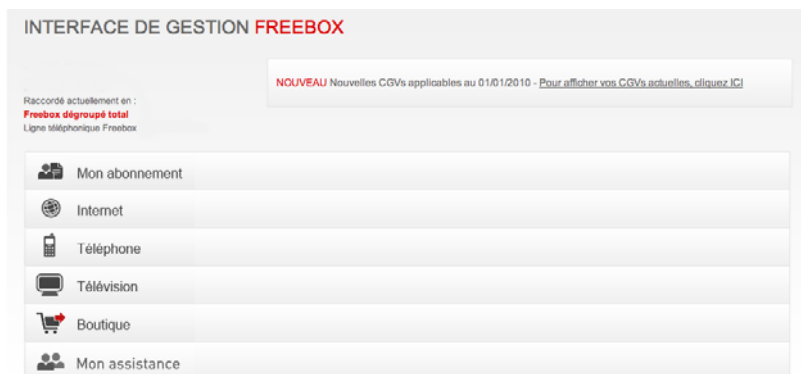 INTERFACE DE GESTION FREEBOX
NOUVEAU Nouvelles CGVs applicables au 01/01/2010 - Pour afficher vos CGVs actuelles, cliquez ICI
Raccordé actuellement en :
Freebox dégroupé total
Ligne téléphonique Freebox
Mon abonnement
Internet
Téléphone
Télévision
Boutique
Mon assistance